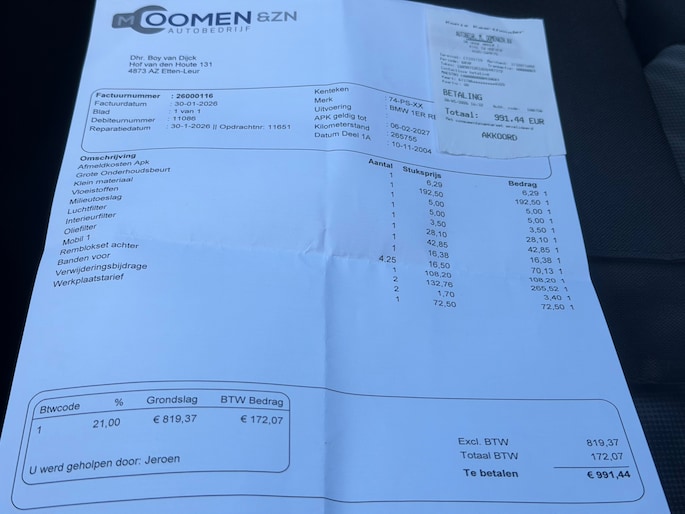 M COOMEN &ZN
AUTOBEDRIJF
Dhr. Boy van Dijck
Hof van den Houte 131
4873 AZ Etten-Leur
Factuurnummer : 26000116
Factuurdatum : 30-01-2026
Blad : 1 van 1
Debiteurnummer : 11086
Reparatiedatum : 30-1-2026 || Opdrachtnr: 11651
Kenteken : 74-PS-XX
Merk : BMW 1ER RE
Uitvoering
APK geldig tot : 06-02-2027
Kilometerstand : 265755
Datum Deel 1A : 10-11-2004
BETALING
Totaal: 991.44 EUR
AKKOORD
Omschrijving Aantal Stuksprijs Bedrag
Afmeldkosten Apk 1 6,29 6,29 1
Grote Onderhoudsbeurt 1 192,50 192,50 1
Klein materiaal 1 5,00 5,00 1
Vloeistoffen 1 5,00 5,00 1
Milieutoeslag 1 3,50 3,50 1
Luchtfilter 1 28,10 28,10 1
Interieurfilter 1 42,85 42,85 1
Oliefilter 1 16,38 16,38 1
Mobil 1 4,25 16,50 70,13 1
Remblokset achter 1 108,20 108,20 1
Banden voor 2 132,76 265,52 1
Verwijderingsbijdrage 2 1,70 3,40 1
Werkplaatstarief 1 72,50 72,50 1
Btwcode % Grondslag BTW Bedrag
1 21,00 € 819,37 € 172,07
U werd geholpen door: Jeroen
Excl. BTW 819,37
Totaal BTW 172,07
Te betalen € 991,44